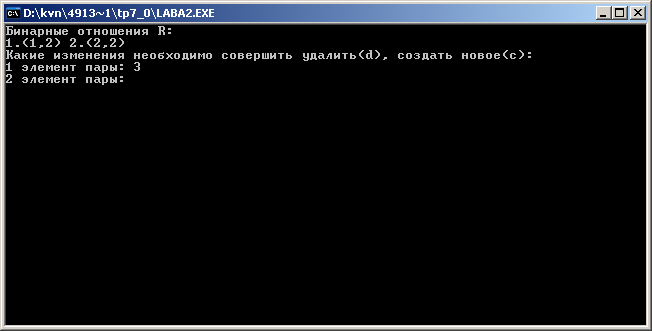 D:\kvn\4913~1\tp7_0\LABA2.EXE
Бинарные отношения R:
1.(1,2) 2.(2,2)
Какие изменения необходимо совершить удалить(d), создать новое(c):
1 элемент пары: 3
2 элемент пары: